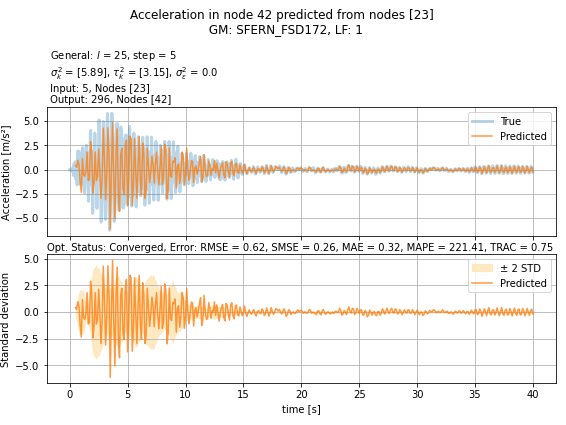 Acceleration in node 42 predicted from nodes [23]
GM: SFERN_FSD172, LF: 1
General: l = 25, step = 5
σ²ₖ = [5.89], τ²ₖ = [3.15], σ²ε = 0.0
Input: 5, Nodes [23]
Output: 296, Nodes [42]
Acceleration [m/s²]
5.0
2.5
0.0
−2.5
−5.0
True
Predicted
Opt. Status: Converged, Error: RMSE = 0.62, SMSE = 0.26, MAE = 0.32, MAPE = 221.41, TRAC = 0.75
Standard deviation
5.0
2.5
0.0
−2.5
−5.0
± 2 STD
Predicted
0 5 10 15 20 25 30 35 40
time [s]